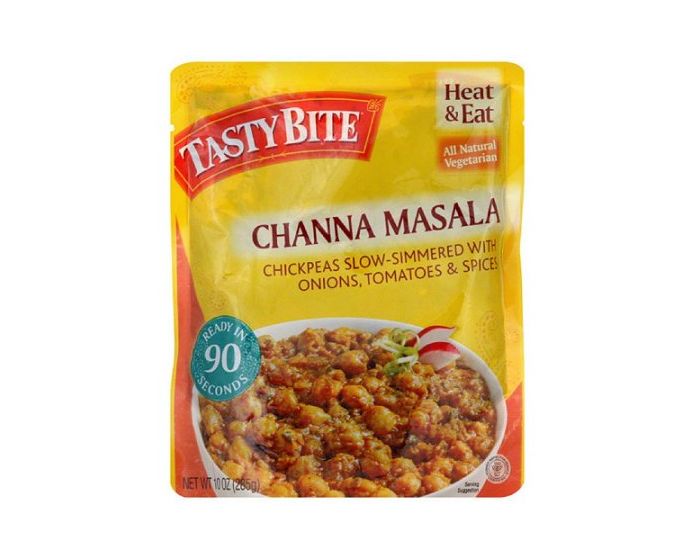 TASTY BITE
Heat
& Eat
All Natural
Vegetarian
CHANNA MASALA
CHICKPEAS SLOW-SIMMERED WITH
ONIONS, TOMATOES & SPICES
READY IN
90
SECONDS
NET WT 10 OZ (285g)
Serving
Suggestion